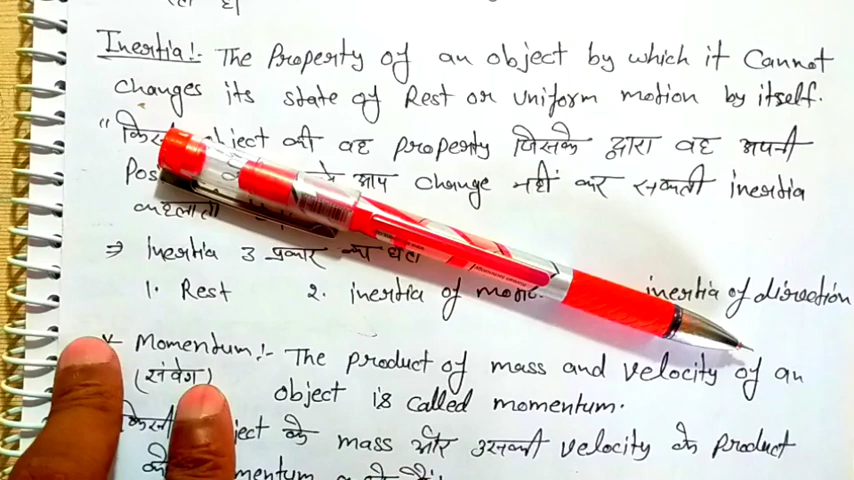 Inertia:- The Property of an object by which it Cannot
Changes its state of Rest or uniform motion by itself.
"किसी object की वह property जिसके द्वारा वह अपनी
आप change नहीं कर सकती inertia
कहलाती
⇒ Inertia 3 प्रकार का
1. Rest 2. inertia of inertia of direction
Momentum:- The product of mass and velocity of an
(संवेग) object is called momentum.
किसी के mass और उसकी velocity के product